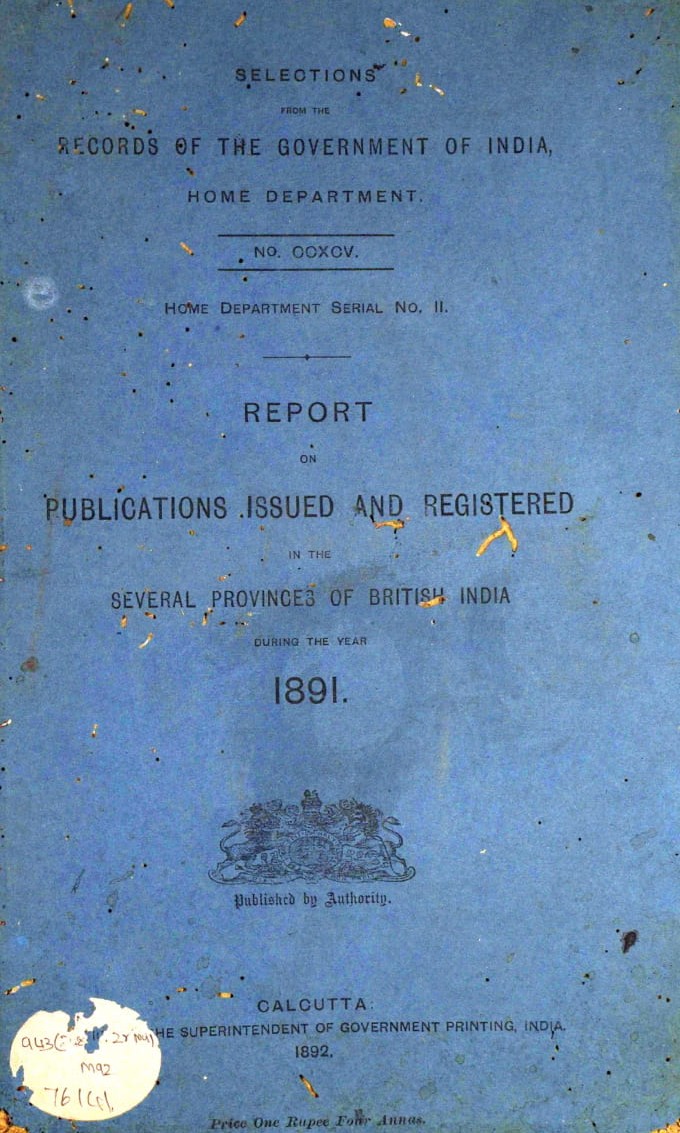 SELECTIONS
FROM THE
RECORDS OF THE GOVERNMENT OF INDIA,
HOME DEPARTMENT.
No. CCXCV.
HOME DEPARTMENT SERIAL No. II.
REPORT
ON
PUBLICATIONS ISSUED AND REGISTERED
IN THE
SEVERAL PROVINCES OF BRITISH INDIA
DURING THE YEAR
1891.
Published by Authority.
CALCUTTA:
THE SUPERINTENDENT OF GOVERNMENT PRINTING, INDIA.
1892.
M92
Price One Rupee Four Annas.